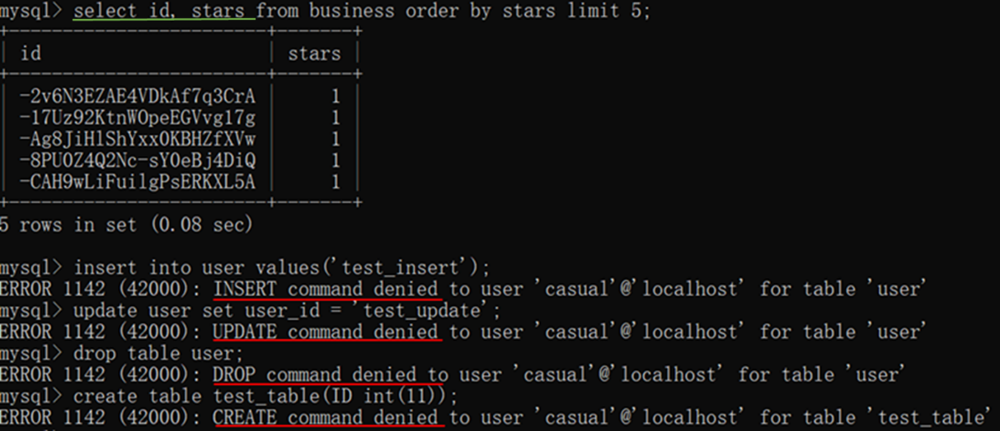 mysql> select id, stars from business order by stars limit 5;
+------------------------+-------+
| id                     | stars |
+------------------------+-------+
| -2v6N3EZAE4VDkAf7q3CrA |     1 |
| -17Uz92KtnWOpeEGVvg17g |     1 |
| -Ag8JiHlShYxx0KBHZfXVw |     1 |
| -8PU0Z4Q2Nc-sY0eBj4DiQ |     1 |
| -CAH9wLiFuilgPsERKXL5A |     1 |
+------------------------+-------+
5 rows in set (0.08 sec)
mysql> insert into user values('test_insert');
ERROR 1142 (42000): INSERT command denied to user 'casual'@'localhost' for table 'user'
mysql> update user set user_id = 'test_update';
ERROR 1142 (42000): UPDATE command denied to user 'casual'@'localhost' for table 'user'
mysql> drop table user;
ERROR 1142 (42000): DROP command denied to user 'casual'@'localhost' for table 'user'
mysql> create table test_table(ID int(11));
ERROR 1142 (42000): CREATE command denied to user 'casual'@'localhost' for table 'test_table'